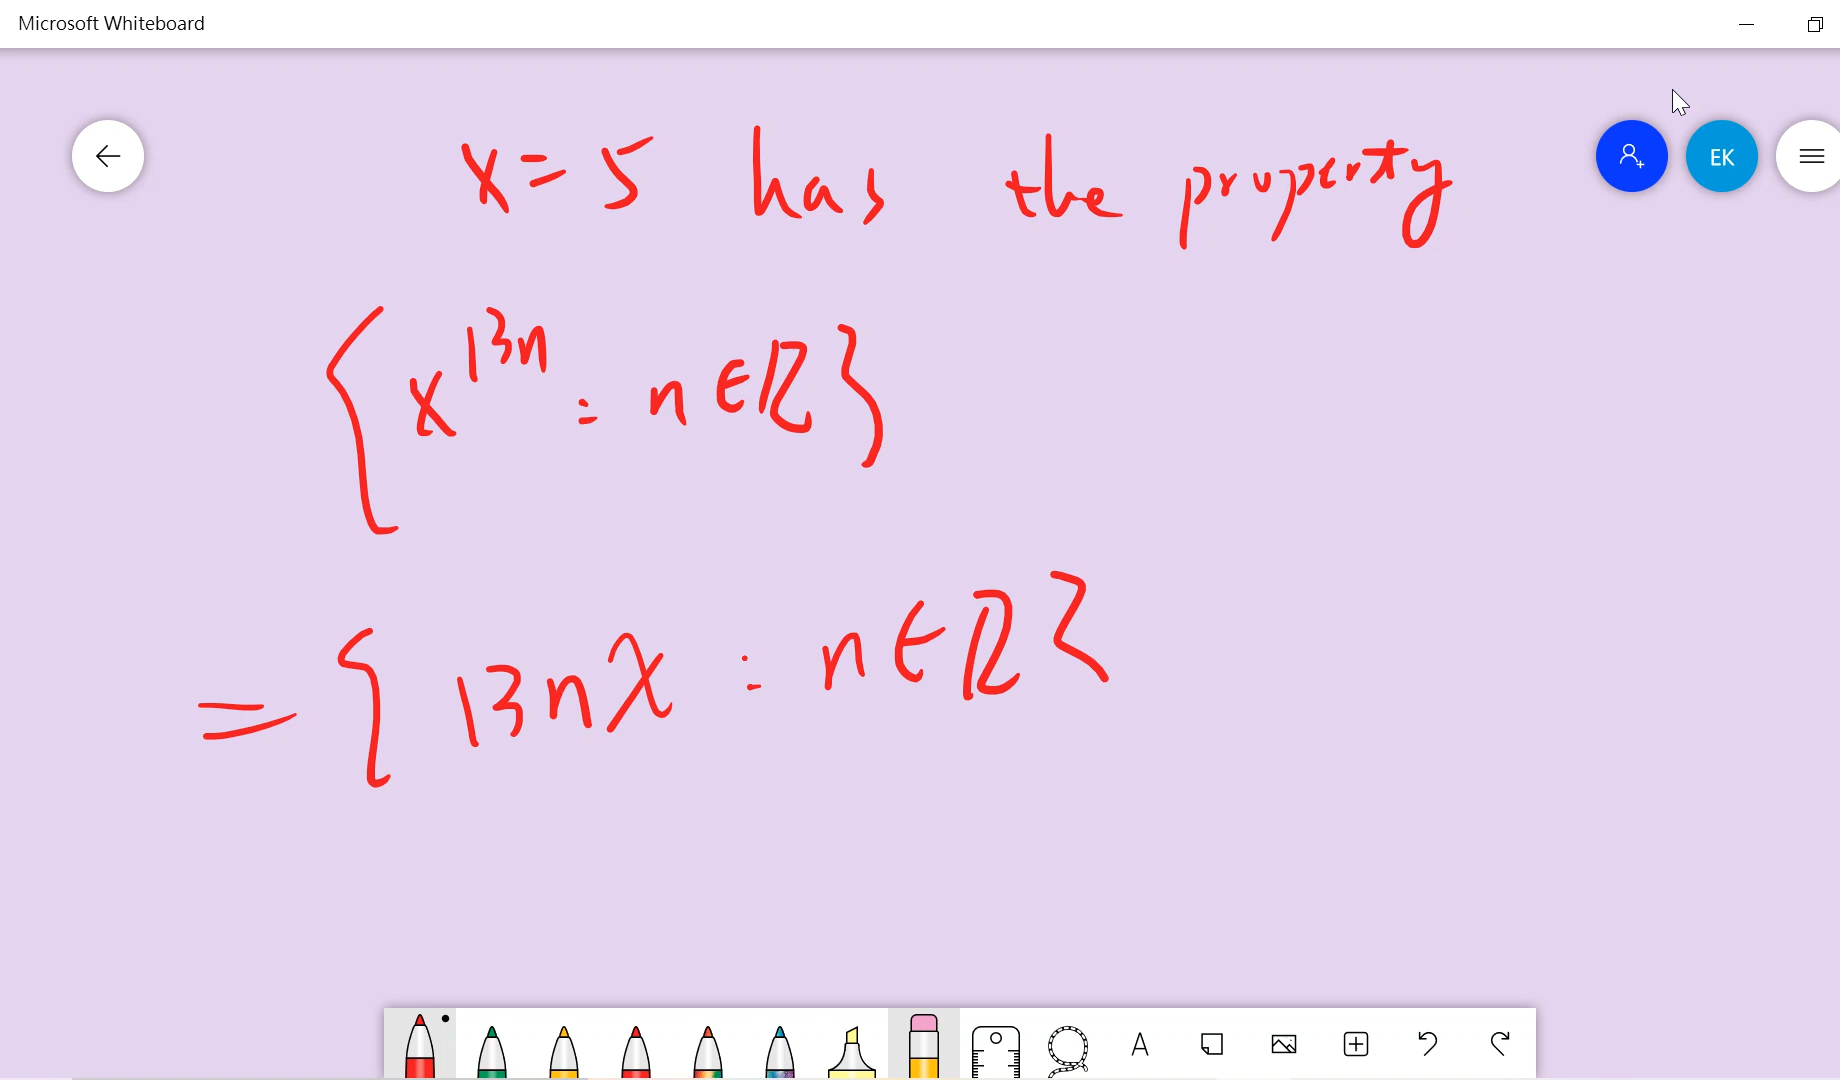 Microsoft Whiteboard
x = 5 has the property
EK
{x^{13n} : n ∈ ℝ}
= {13nx : n ∈ ℝ}
A